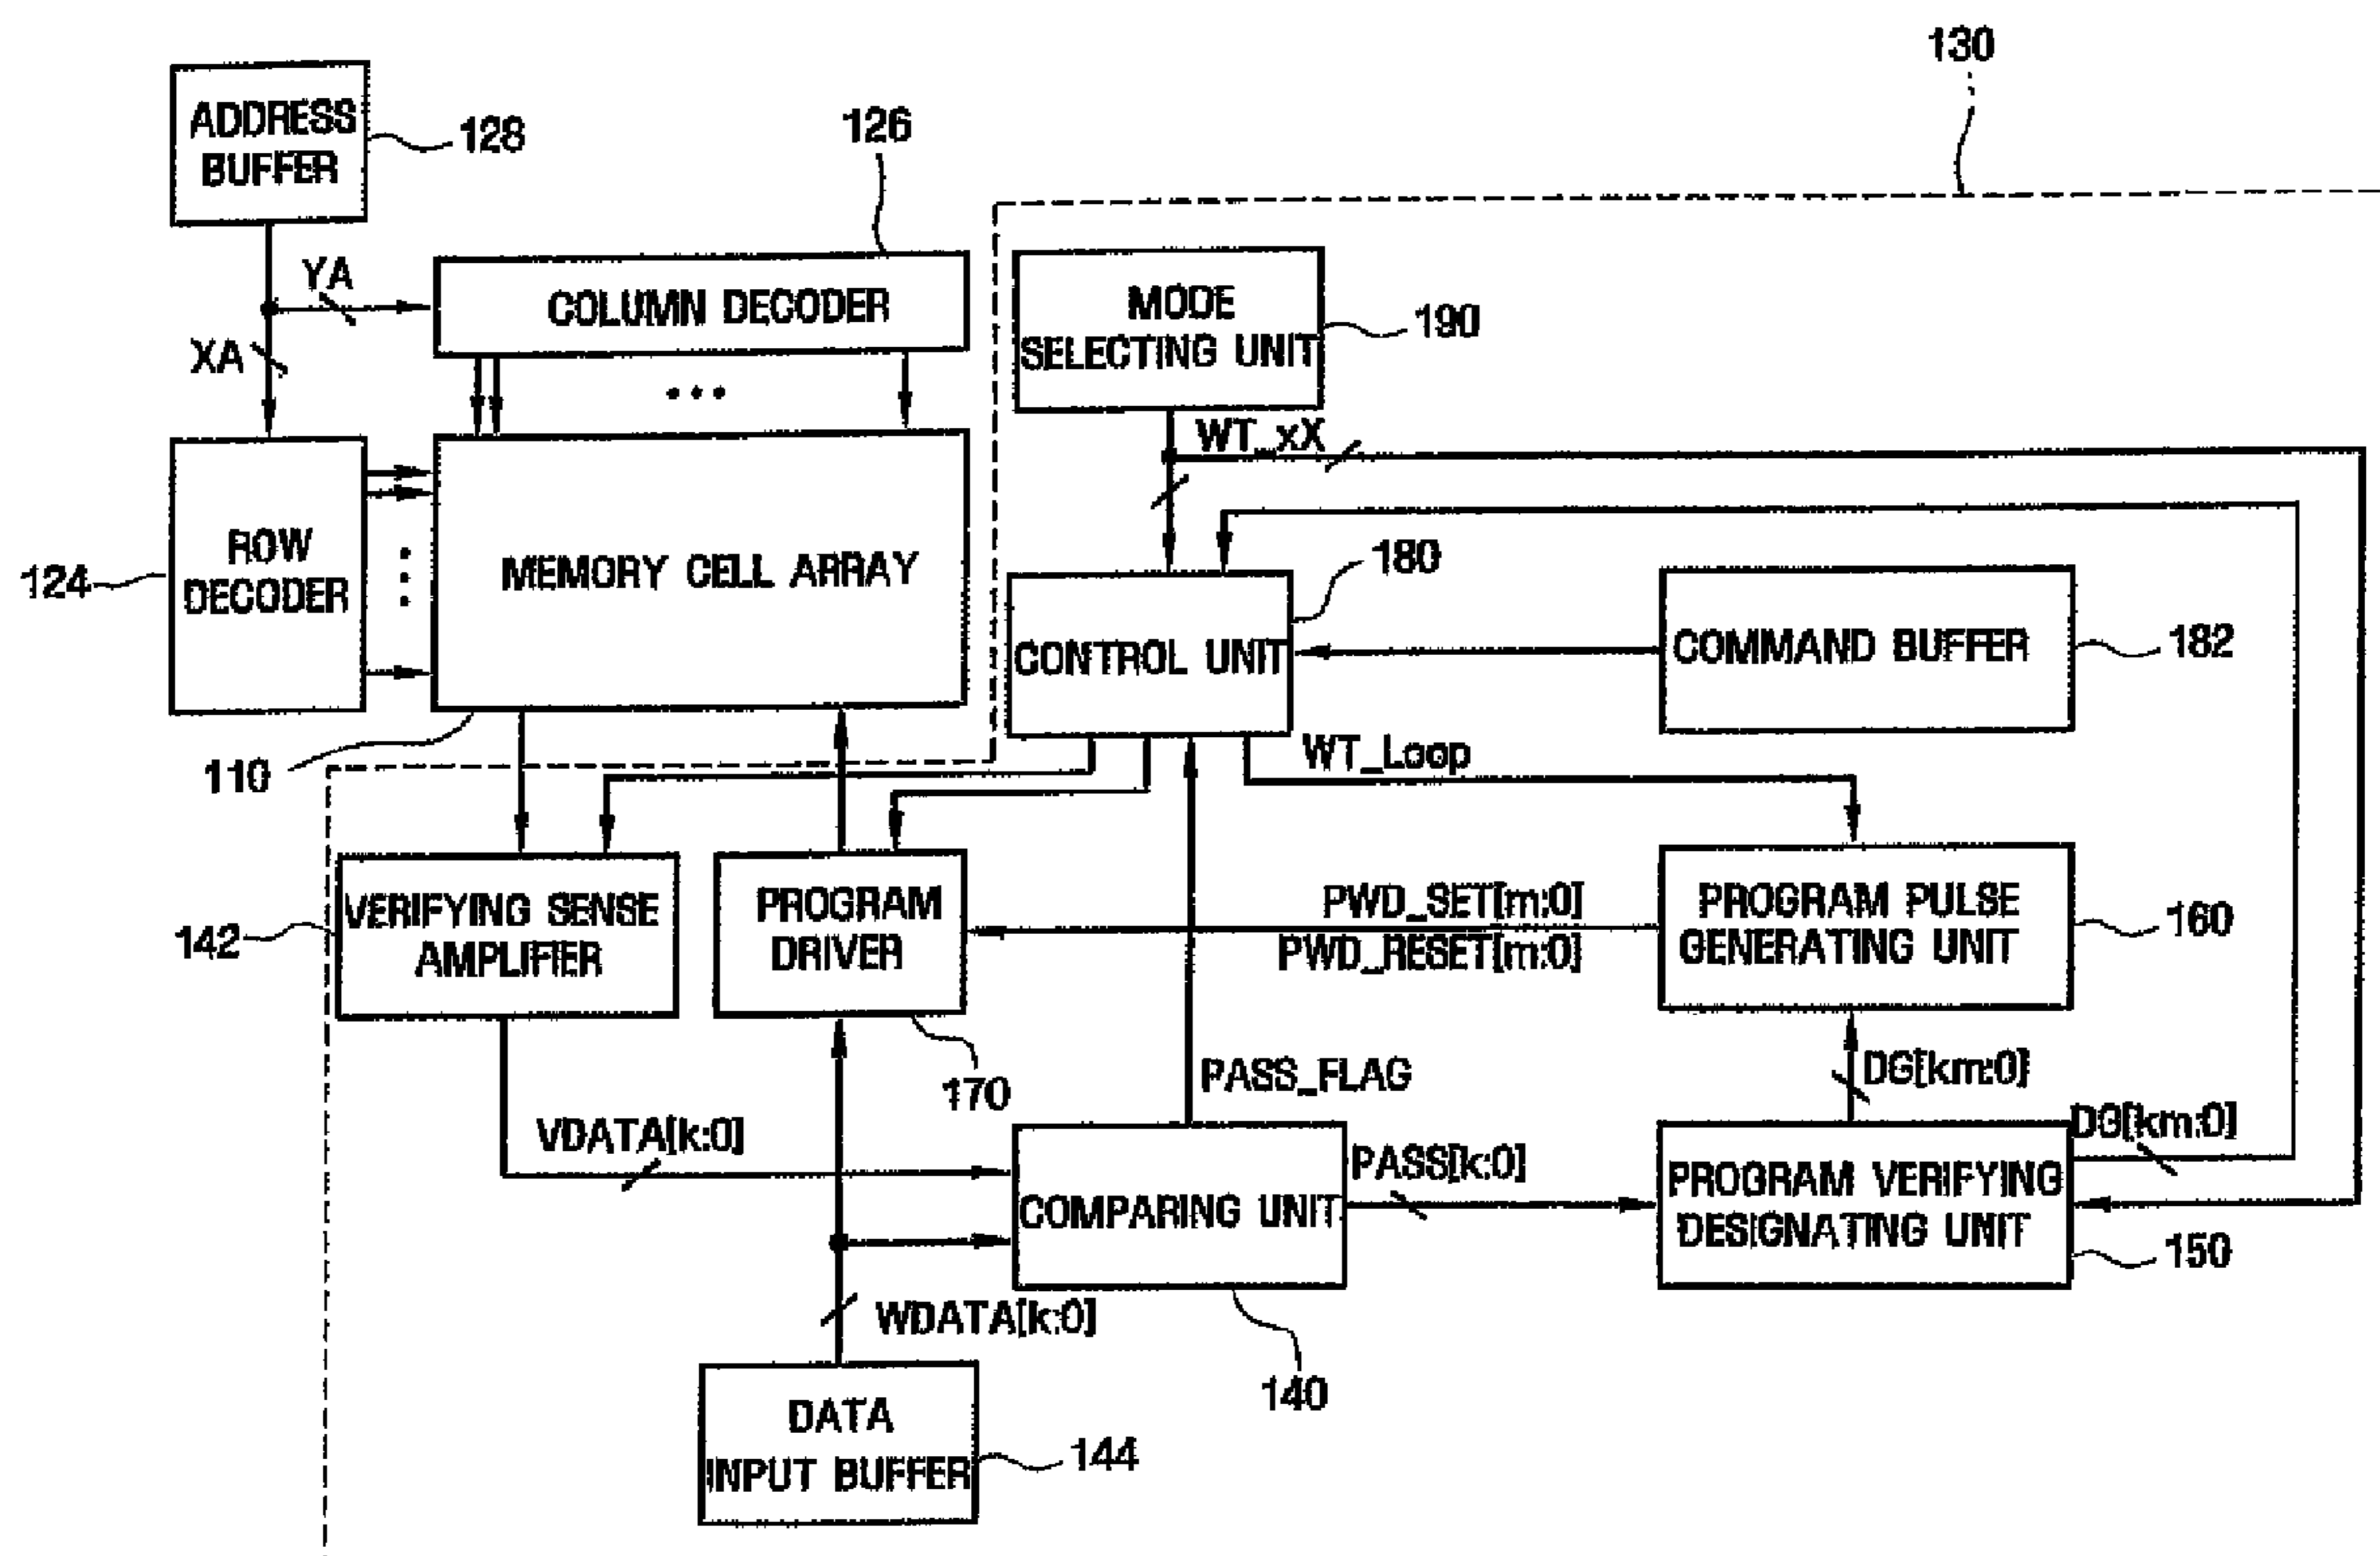 130
ADDRESS
BUFFER
128
126
YA
COLUMN DECODER
MODE
SELECTING UNIT
190
XA
WT_xX
ROW
DECODER
124
MEMORY CELL ARRAY
180
CONTROL UNIT
COMMAND BUFFER
182
110
WT_Loop
VERIFYING SENSE
AMPLIFIER
142
PROGRAM
DRIVER
PWD_SET[m:0]
PWD_RESET[m:0]
PROGRAM PULSE
GENERATING UNIT
160
170
PASS_FLAG
DG[km:0]
DG[km:0]
VDATA[k:0]
COMPARING UNIT
PASS[k:0]
PROGRAM VERIFYING
DESIGNATING UNIT
150
WDATA[k:0]
140
DATA
INPUT BUFFER
144